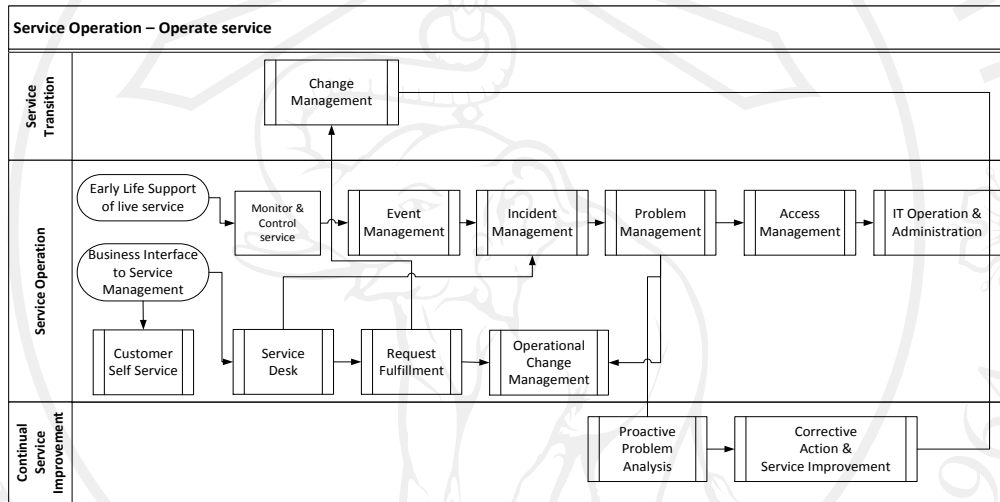 Service Operation – Operate service
Service
Transition
Change
Management
Service Operation
Early Life Support
of live service
Monitor &
Control
service
Event
Management
Incident
Management
Problem
Management
Access
Management
IT Operation &
Administration
Business Interface
to Service
Management
Customer
Self Service
Service
Desk
Request
Fulfillment
Operational
Change
Management
Continual
Service
Improvement
Proactive
Problem
Analysis
Corrective
Action &
Service Improvement